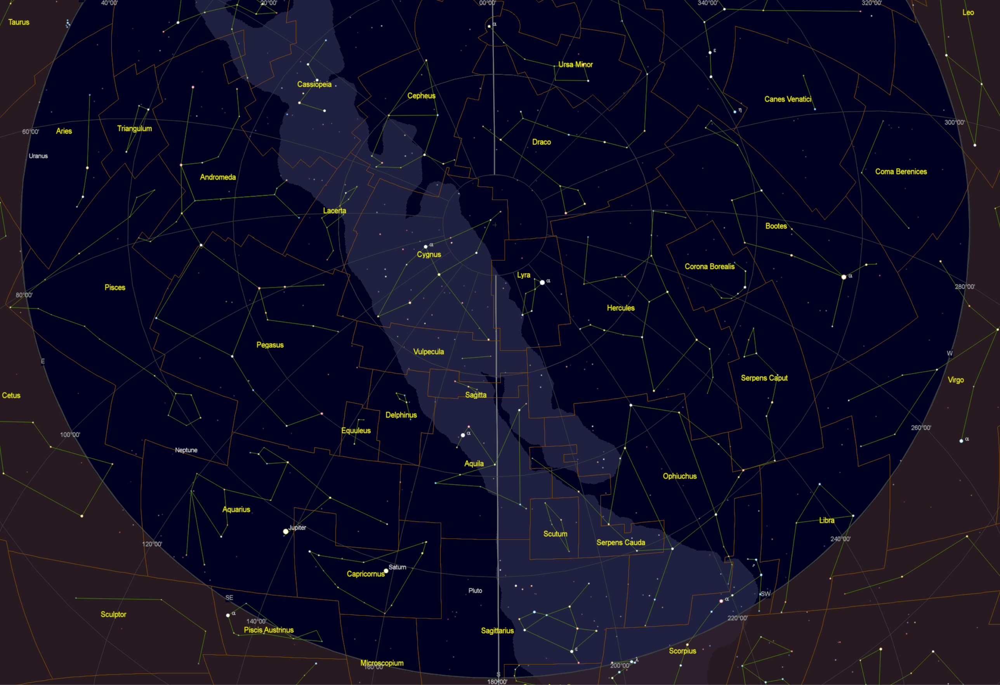 40°00'
20°00'
00°00'
340°00'
320°00'
Leo
Taurus
α
ε
Ursa Minor
Cassiopeia
Cepheus
Canes Venatici
η
300°00'
Triangulum
Aries
60°00'
Draco
Uranus
Coma Berenices
Andromeda
Lacerta
Bootes
α
Cygnus
Corona Borealis
Lyra
α
α
Pisces
280°00'
80°00'
Hercules
Pegasus
Vulpecula
W
E
Serpens Caput
Virgo
Cetus
Sagitta
Delphinus
260°00'
Equuleus
α
100°00'
α
Neptune
Aquila
Ophiuchus
Aquarius
Libra
Jupiter
Scutum
240°00'
Serpens Cauda
120°00'
Saturn
Capricornus
Pluto
SW
SE
α
α
Sculptor
220°00'
140°00'
Piscis Austrinus
Sagittarius
ε
Scorpius
λ
Microscopium
160°00'
200°00'
S
180°00'